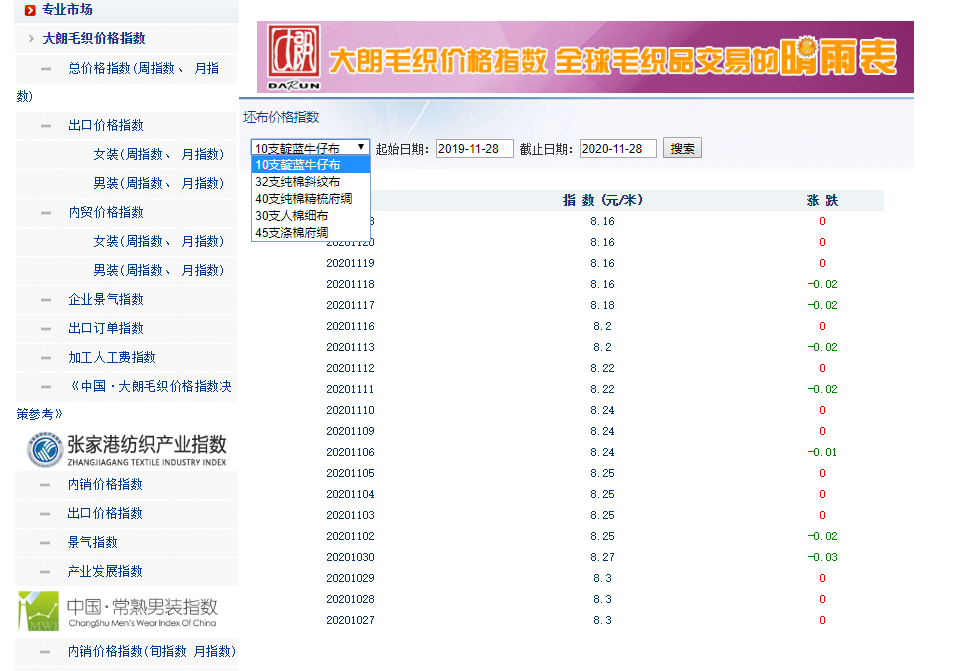 专业市场
大朗毛织价格指数
总价格指数(周指数、 月指
数)
出口价格指数
女装(周指数、 月指数)
男装(周指数、 月指数)
内贸价格指数
女装(周指数、 月指数)
男装(周指数、 月指数)
企业景气指数
出口订单指数
加工人工费指数
《中国·大朗毛织价格指数决
策参考》
张家港纺织产业指数
ZHANGJIAGANG TEXTILE INDUSTRY INDEX
内销价格指数
出口价格指数
景气指数
产业发展指数
中国·常熟男装指数
ChangShu Men's Wear Index Of China
内销价格指数(旬指数 月指数)
大朗
DARUN
大朗毛织价格指数 全球毛织品交易的晴雨表
坯布价格指数
10支靛蓝牛仔布 起始日期: 2019-11-28 截止日期: 2020-11-28 搜索
10支靛蓝牛仔布
32支纯棉斜纹布
40支纯棉精梳府绸
30支人棉细布
45支涤棉府绸
指 数 (元/米) 涨 跌
8.16 0
20201120 8.16 0
20201119 8.16 0
20201118 8.16 -0.02
20201117 8.18 -0.02
20201116 8.2 0
20201113 8.2 -0.02
20201112 8.22 0
20201111 8.22 -0.02
20201110 8.24 0
20201109 8.24 0
20201106 8.24 -0.01
20201105 8.25 0
20201104 8.25 0
20201103 8.25 0
20201102 8.25 -0.02
20201030 8.27 -0.03
20201029 8.3 0
20201028 8.3 0
20201027 8.3 0